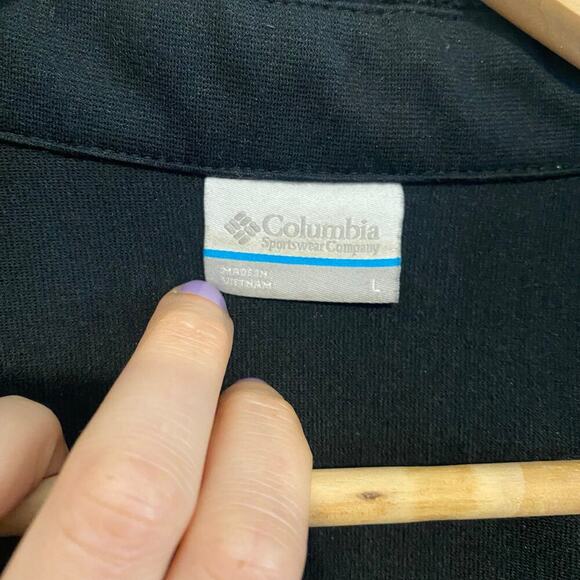 Columbia
Sportswear Company
MADE IN
VIETNAM
L